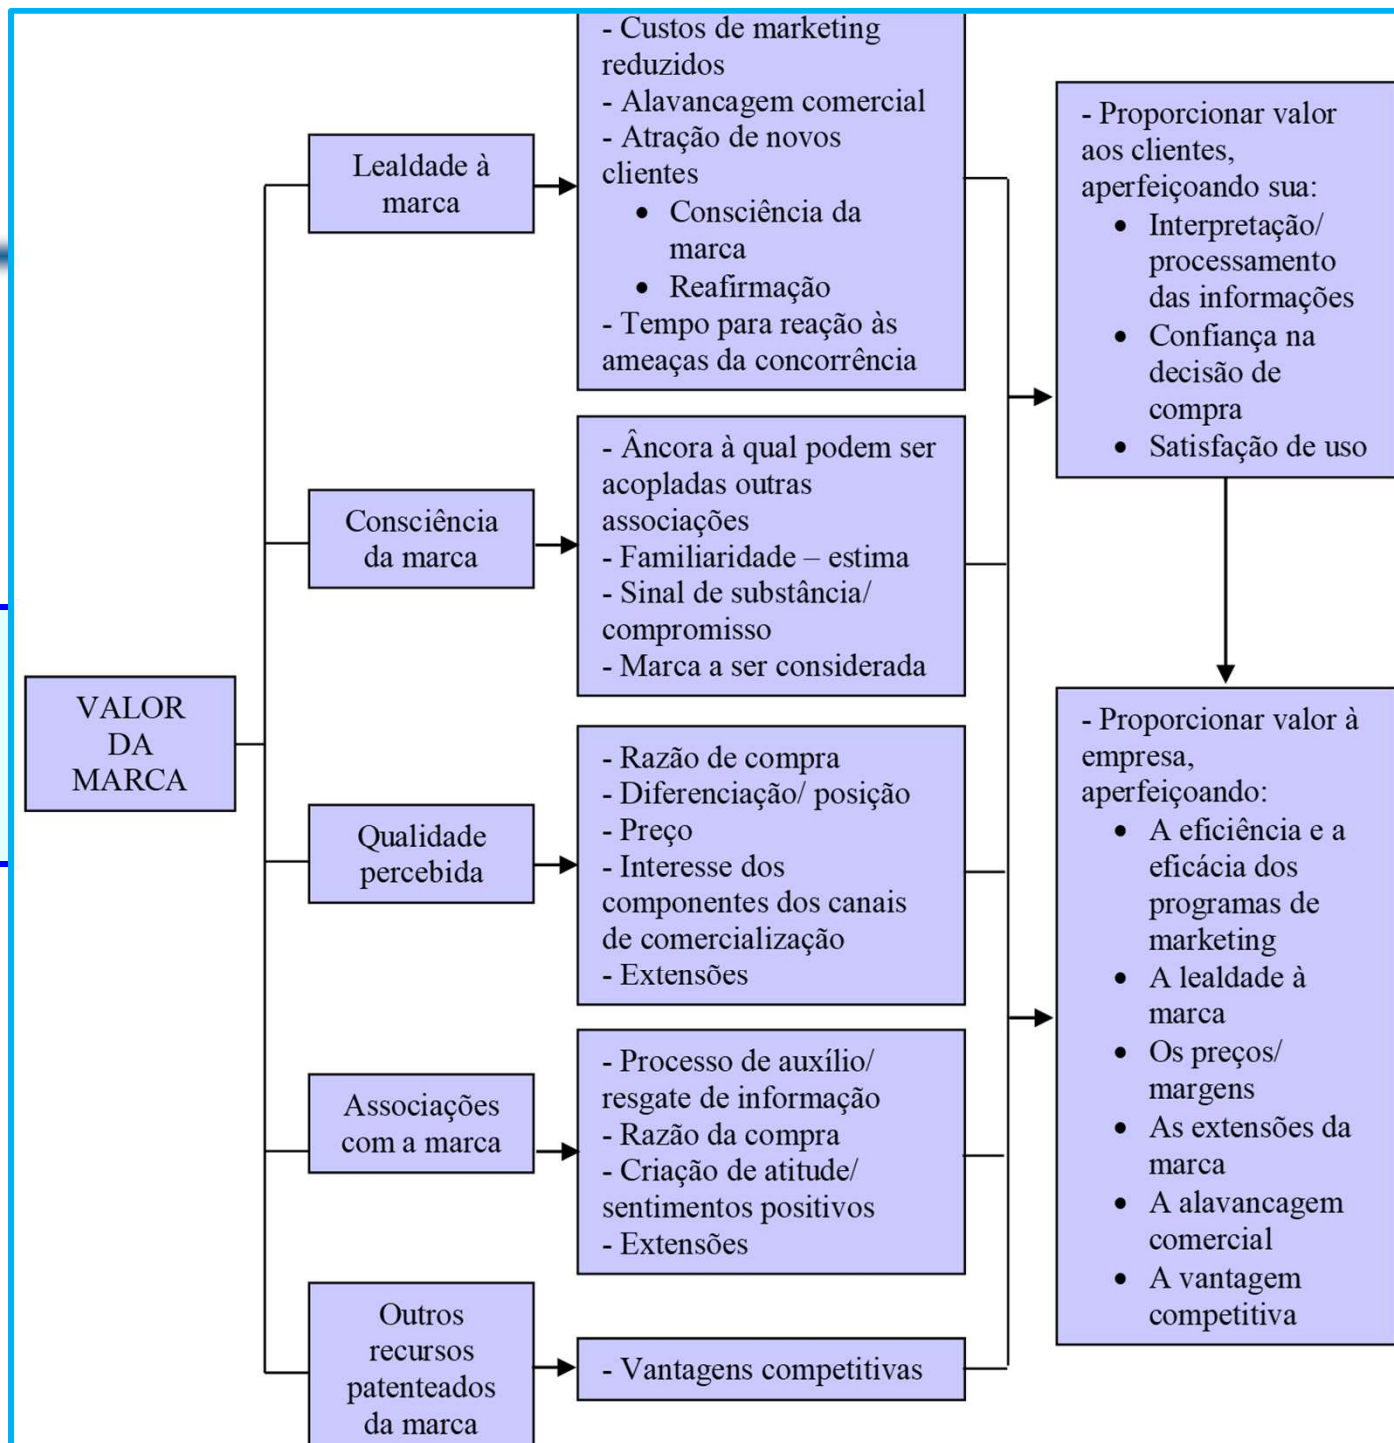 VALOR
DA
MARCA
Lealdade à
marca
- Custos de marketing
reduzidos
- Alavancagem comercial
- Atração de novos
clientes
• Consciência da
marca
• Reafirmação
- Tempo para reação às
ameaças da concorrência
Consciência
da marca
- Âncora à qual podem ser
acopladas outras
associações
- Familiaridade – estima
- Sinal de substância/
compromisso
- Marca a ser considerada
Qualidade
percebida
- Razão de compra
- Diferenciação/ posição
- Preço
- Interesse dos
componentes dos canais
de comercialização
- Extensões
Associações
com a marca
- Processo de auxílio/
resgate de informação
- Razão da compra
- Criação de atitude/
sentimentos positivos
- Extensões
Outros
recursos
patenteados
da marca
- Vantagens competitivas
- Proporcionar valor
aos clientes,
aperfeiçoando sua:
• Interpretação/
processamento
das informações
• Confiança na
decisão de
compra
• Satisfação de uso
- Proporcionar valor à
empresa,
aperfeiçoando:
• A eficiência e a
eficácia dos
programas de
marketing
• A lealdade à
marca
• Os preços/
margens
• As extensões da
marca
• A alavancagem
comercial
• A vantagem
competitiva